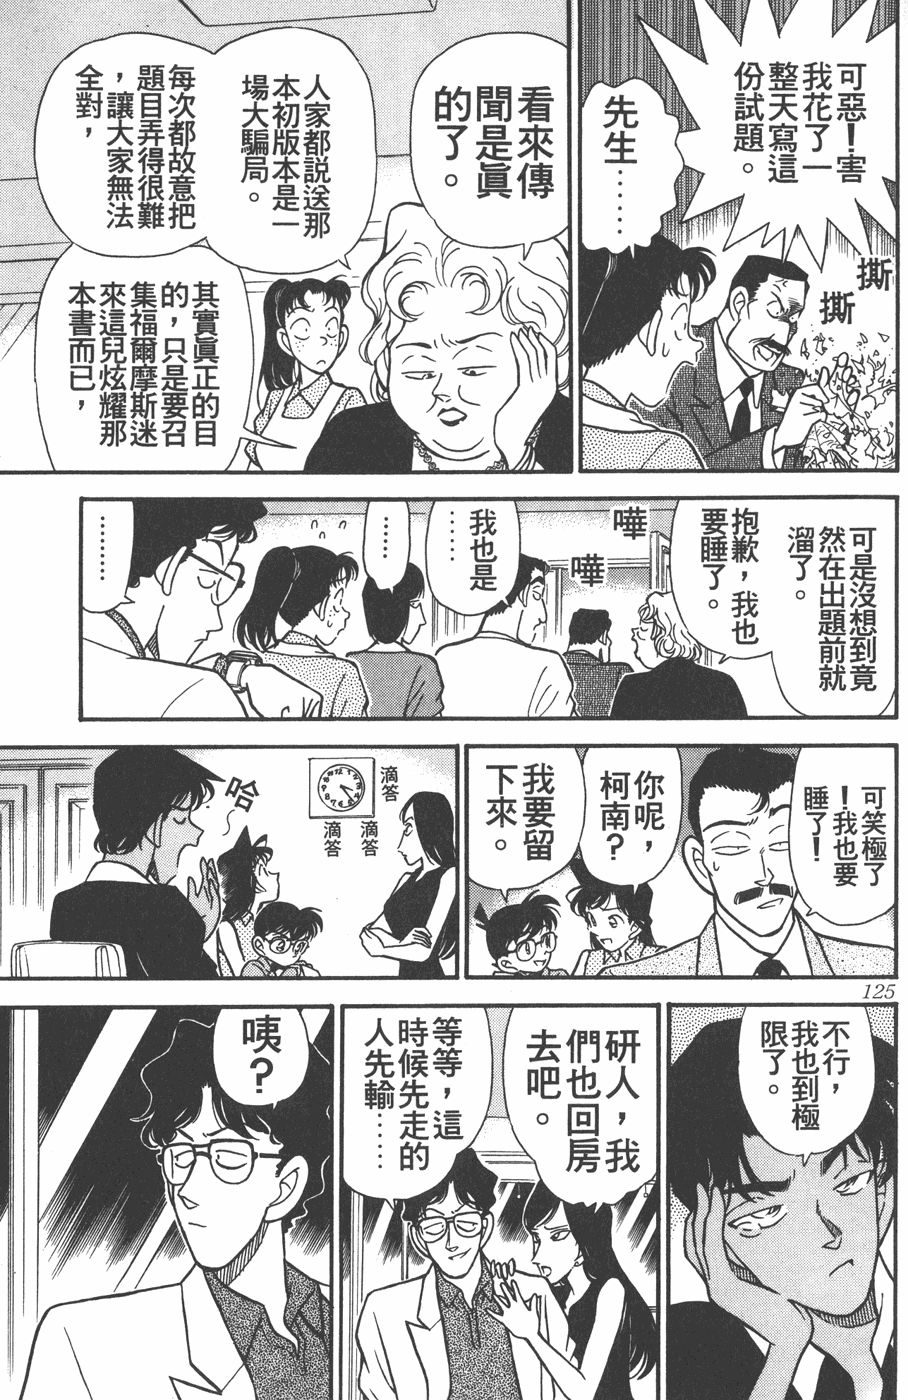 可惡！害
我花了一
整天寫這
份試題。
撕
撕
先生……
看來傳
聞是眞
的了。
人家都說送那
本初版本是一
場大騙局。
每次都故意把
題目弄得很難
，讓大家無法
全對，
其實眞正的目
的，只是要召
集福爾摩斯迷
來這兒炫耀那
本書而已，
可是沒想到竟
然在出題前就
溜了。
抱歉，我也
要睡了。
嘩
嘩
我也是
……
……
……
可笑極了
！我也要
睡了！
你呢，
柯南？
我要留
下來。
滴答
滴答
滴答
哈
125
不行，
我也到極
限了。
研人，我
們也回房
去吧。
等等，這
時候先走的
人先輸……
咦？